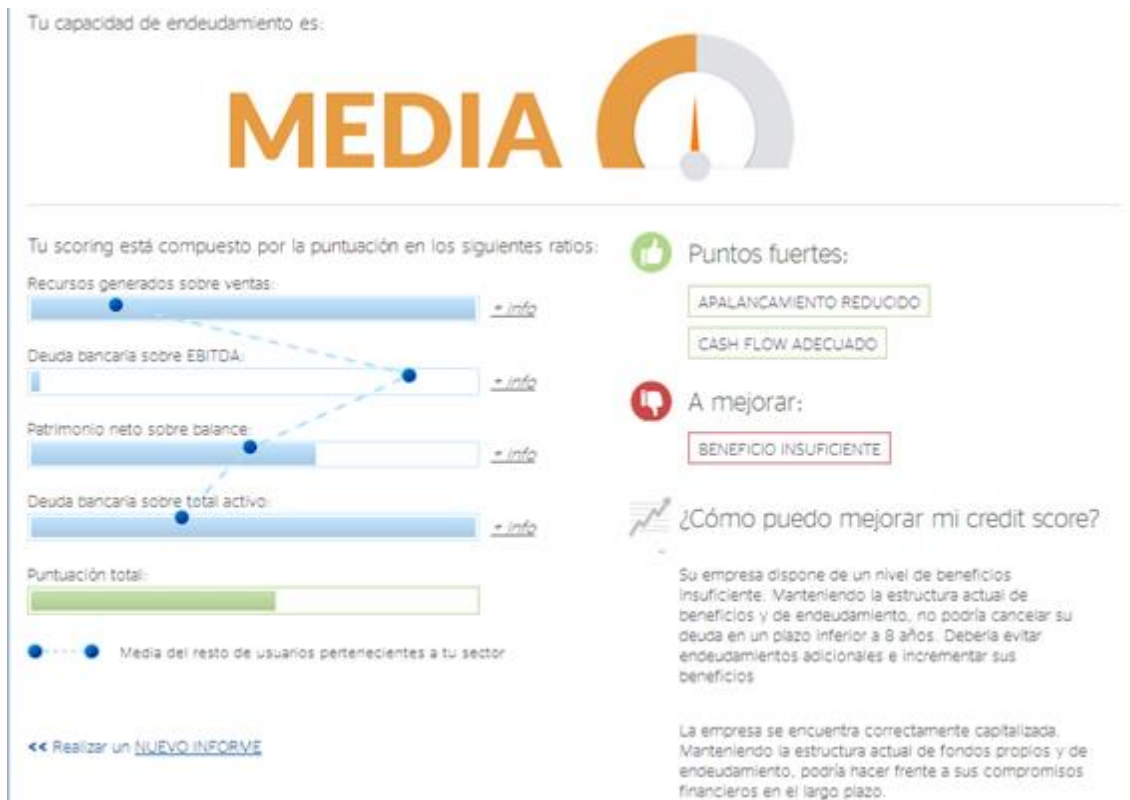 Tu capacidad de endeudamiento es:
MEDIA
Tu scoring está compuesto por la puntuación en los siguientes ratios:
Recursos generados sobre ventas:
+ info
Deuda bancaria sobre EBITDA:
+ info
Patrimonio neto sobre balance:
+ info
Deuda bancaria sobre total activo:
+ info
Puntuación total:
Media del resto de usuarios pertenecientes a tu sector
<< Realizar un NUEVO INFORME
Puntos fuertes:
APALANCAMIENTO REDUCIDO
CASH FLOW ADECUADO
A mejorar:
BENEFICIO INSUFICIENTE
¿Cómo puedo mejorar mi credit score?
Su empresa dispone de un nivel de beneficios
insuficiente. Manteniendo la estructura actual de
beneficios y de endeudamiento, no podría cancelar su
deuda en un plazo inferior a 8 años. Debería evitar
endeudamientos adicionales e incrementar sus
beneficios
La empresa se encuentra correctamente capitalizada.
Manteniendo la estructura actual de fondos propios y de
endeudamiento, podría hacer frente a sus compromisos
financieros en el largo plazo.